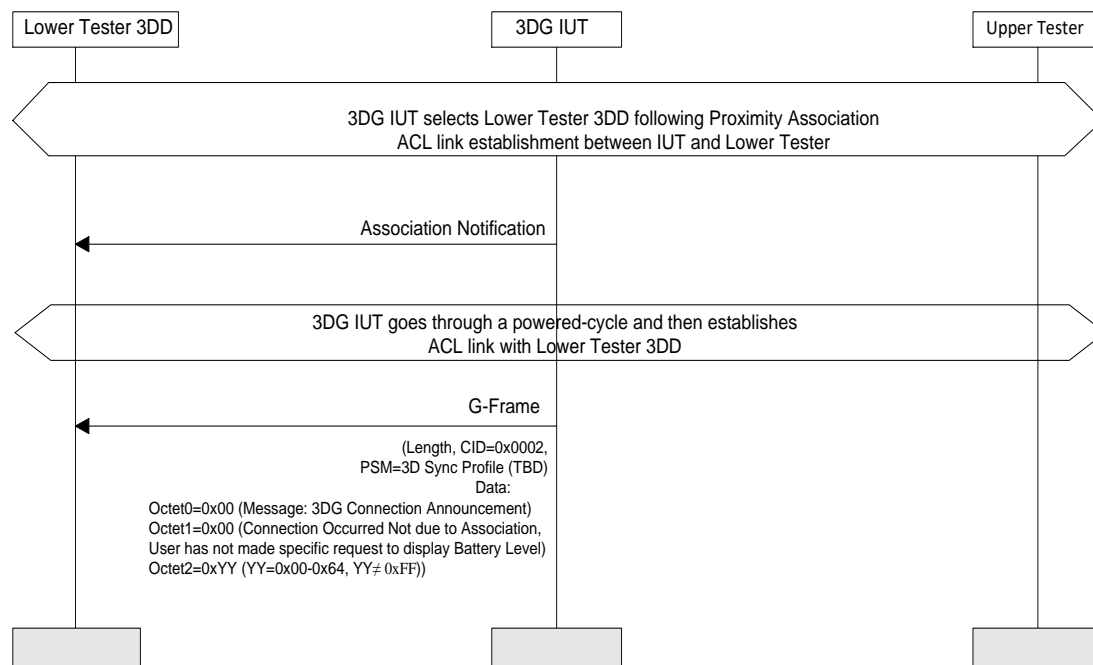 Lower Tester 3DD
3DG IUT
Upper Tester
3DG IUT selects Lower Tester 3DD following Proximity Association
ACL link establishment between IUT and Lower Tester
Association Notification
3DG IUT goes through a powered-cycle and then establishes
ACL link with Lower Tester 3DD
G-Frame
(Length, CID=0x0002,
PSM=3D Sync Profile (TBD)
Data:
Octet0=0x00 (Message: 3DG Connection Announcement)
Octet1=0x00 (Connection Occurred Not due to Association,
User has not made specific request to display Battery Level)
Octet2=0xYY (YY=0x00-0x64, YY≠ 0xFF))